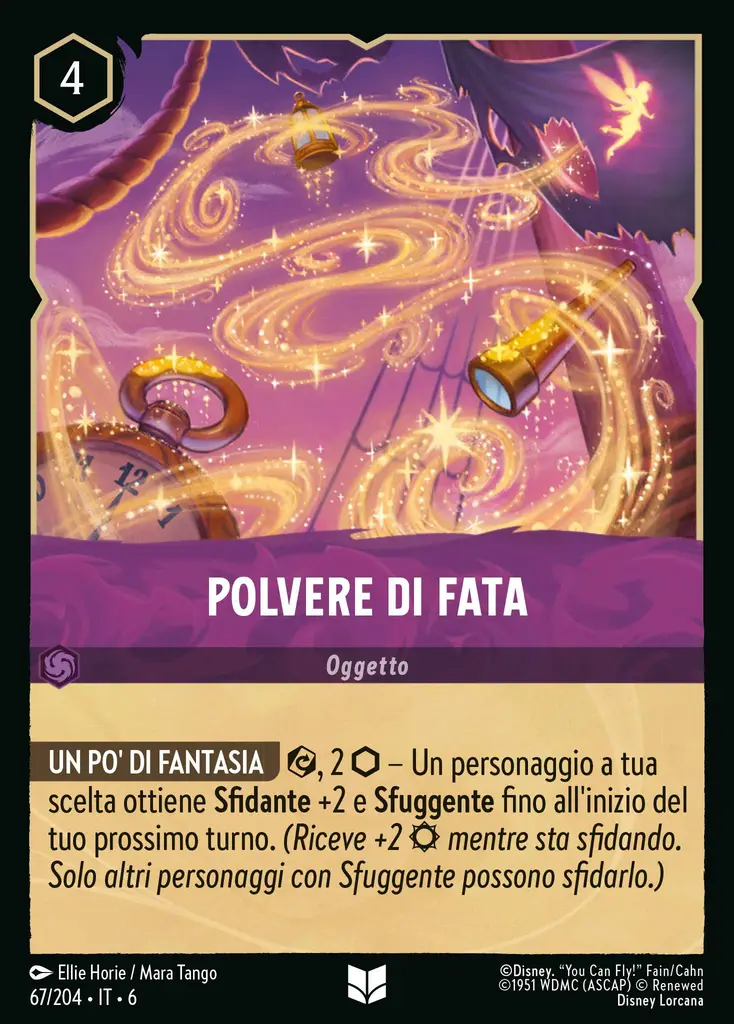 4
12
1
POLVERE DI FATA
Oggetto
UN PO' DI FANTASIA , 2 – Un personaggio a tua
scelta ottiene Sfidante +2 e Sfuggente fino all'inizio del
tuo prossimo turno. (Riceve +2 mentre sta sfidando.
Solo altri personaggi con Sfuggente possono sfidarlo.)
Ellie Horie / Mara Tango
67/204 • IT • 6
©Disney. “You Can Fly!” Fain/Cahn
©1951 WDMC (ASCAP) © Renewed
Disney Lorcana